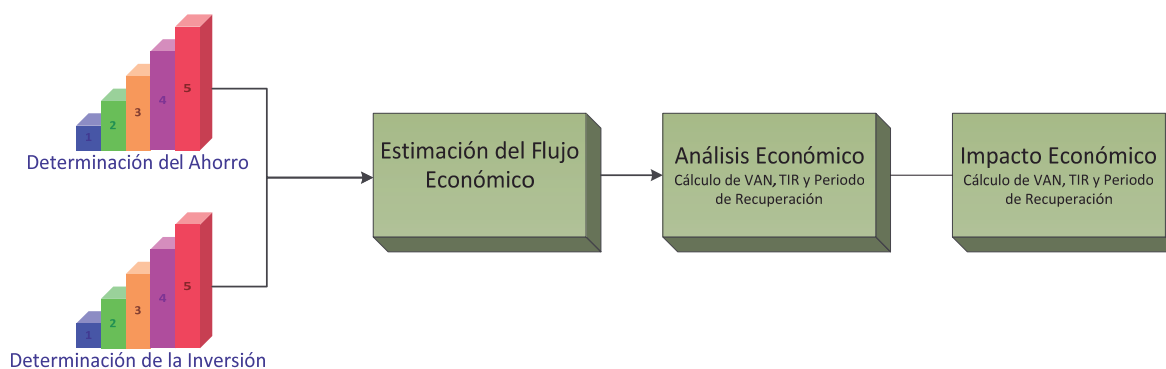 1
2
3
4
5
Determinación del Ahorro
1
2
3
4
5
Determinación de la Inversión
Estimación del Flujo
Económico
Análisis Económico
Cálculo de VAN, TIR y Periodo
de Recuperación
Impacto Económico
Cálculo de VAN, TIR y Periodo
de Recuperación